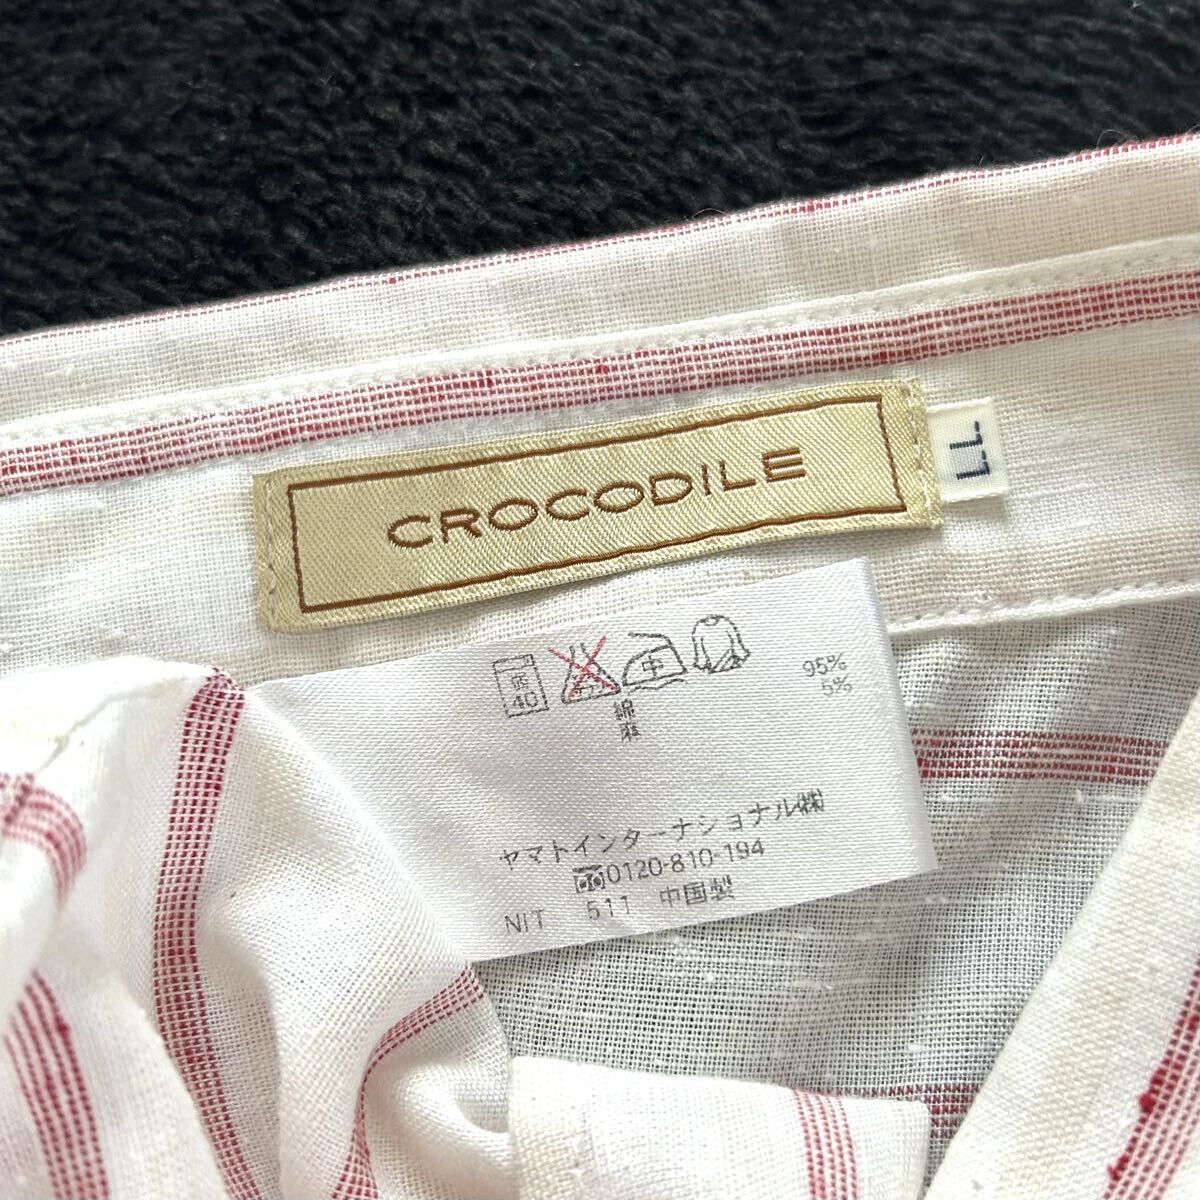 CROCODILE
LL
弱
40
中
綿 95%
麻 5%
ヤマトインターナショナル(株)
0120-810-194
NIT 511 中国製